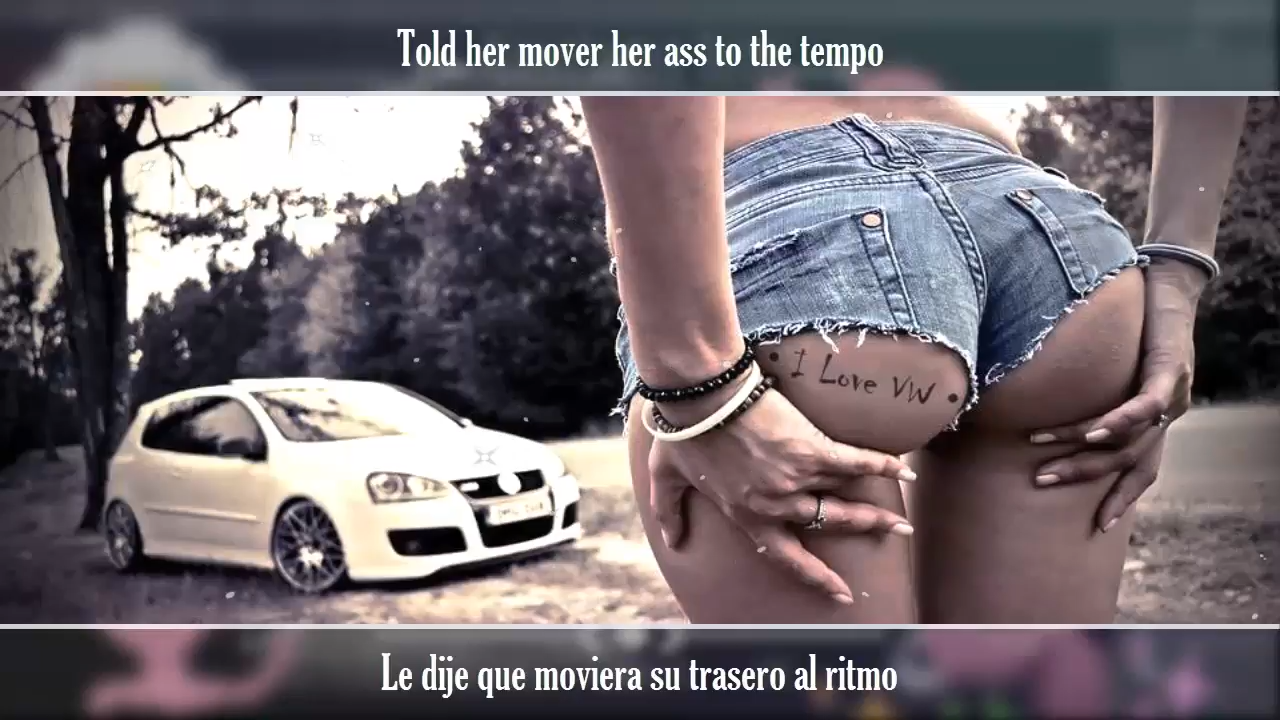 Told her mover her ass to the tempo
• I Love VW •
Le dije que moviera su trasero al ritmo